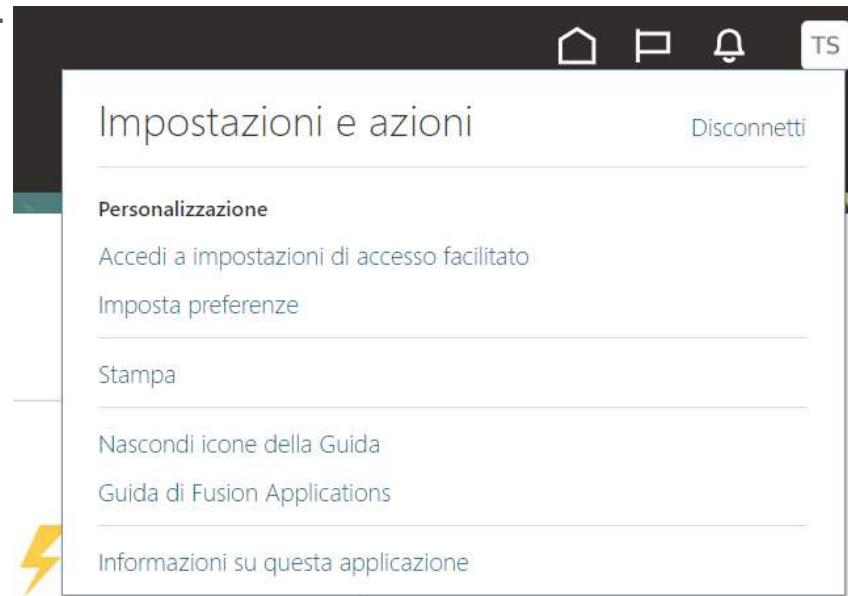 TS
Impostazioni e azioni
Disconnetti
Personalizzazione
Accedi a impostazioni di accesso facilitato
Imposta preferenze
Stampa
Nascondi icone della Guida
Guida di Fusion Applications
Informazioni su questa applicazione